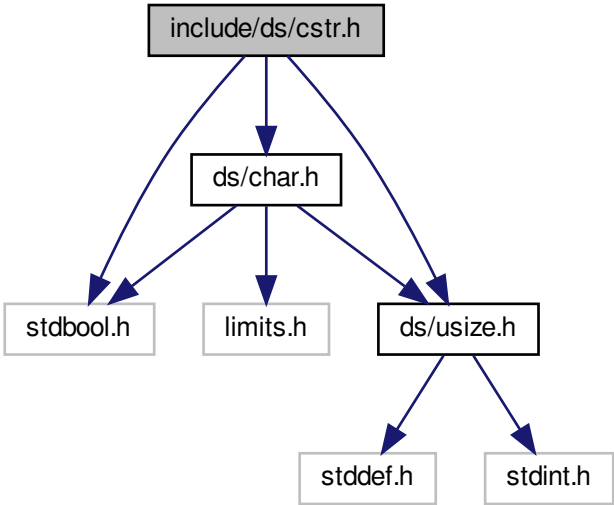 include/ds/cstr.h
ds/char.h
stdbool.h
limits.h
ds/usize.h
stddef.h
stdint.h